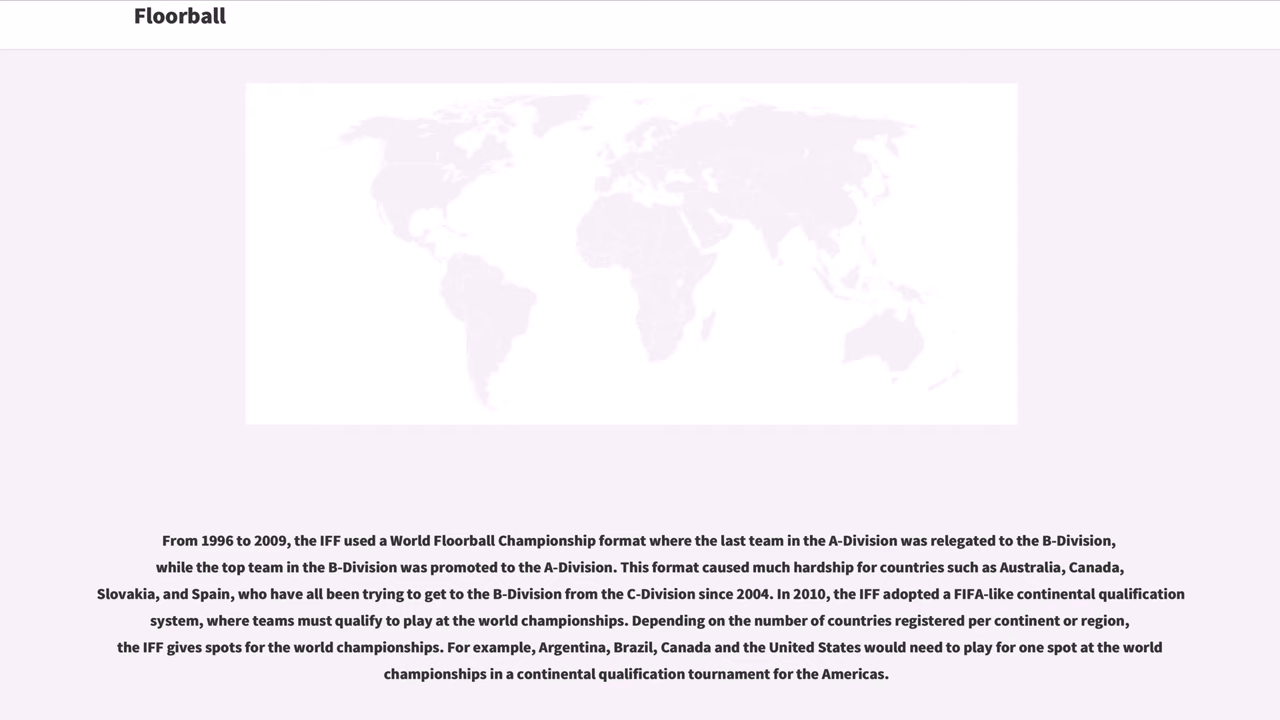 Floorball
From 1996 to 2009, the IFF used a World Floorball Championship format where the last team in the A-Division was relegated to the B-Division,
while the top team in the B-Division was promoted to the A-Division. This format caused much hardship for countries such as Australia, Canada,
Slovakia, and Spain, who have all been trying to get to the B-Division from the C-Division since 2004. In 2010, the IFF adopted a FIFA-like continental qualification
system, where teams must qualify to play at the world championships. Depending on the number of countries registered per continent or region,
the IFF gives spots for the world championships. For example, Argentina, Brazil, Canada and the United States would need to play for one spot at the world
championships in a continental qualification tournament for the Americas.